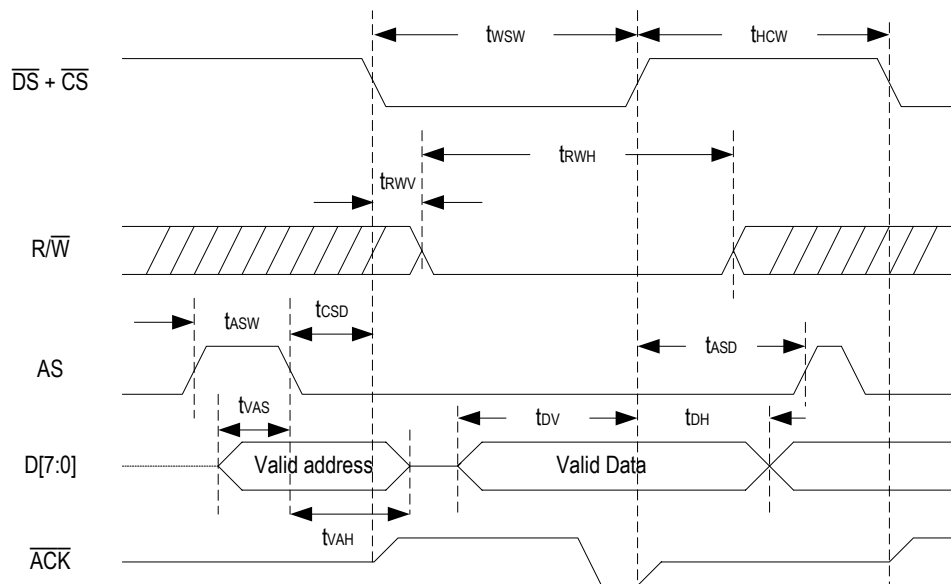 tWSW tHCW
DS + CS
tRWH
tRWV
R/W
tCSD
tASW
tASD
AS
tVAS
tDV tDH
D[7:0] Valid address Valid Data
tVAH
ACK